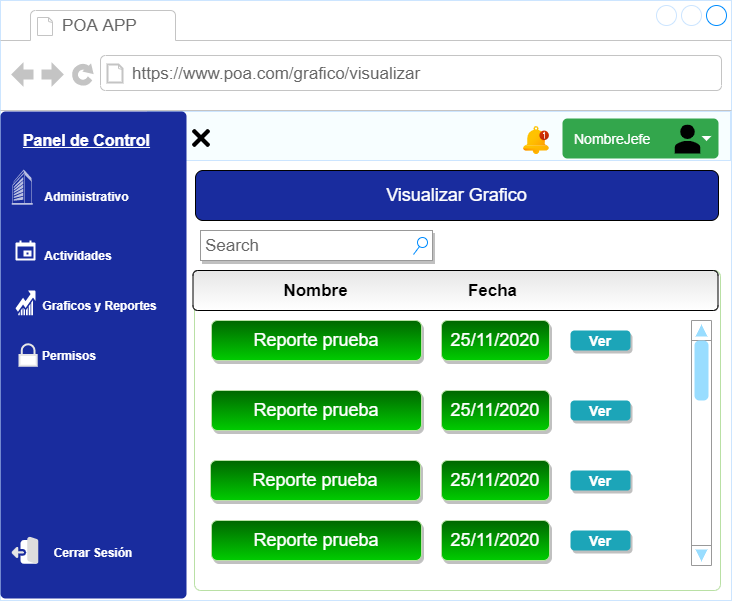 POA APP
https://www.poa.com/grafico/visualizar
Panel de Control
Administrativo
Actividades
Graficos y Reportes
Permisos
Cerrar Sesión
1
NombreJefe
Visualizar Grafico
Search
Nombre Fecha
Reporte prueba 25/11/2020 Ver
Reporte prueba 25/11/2020 Ver
Reporte prueba 25/11/2020 Ver
Reporte prueba 25/11/2020 Ver